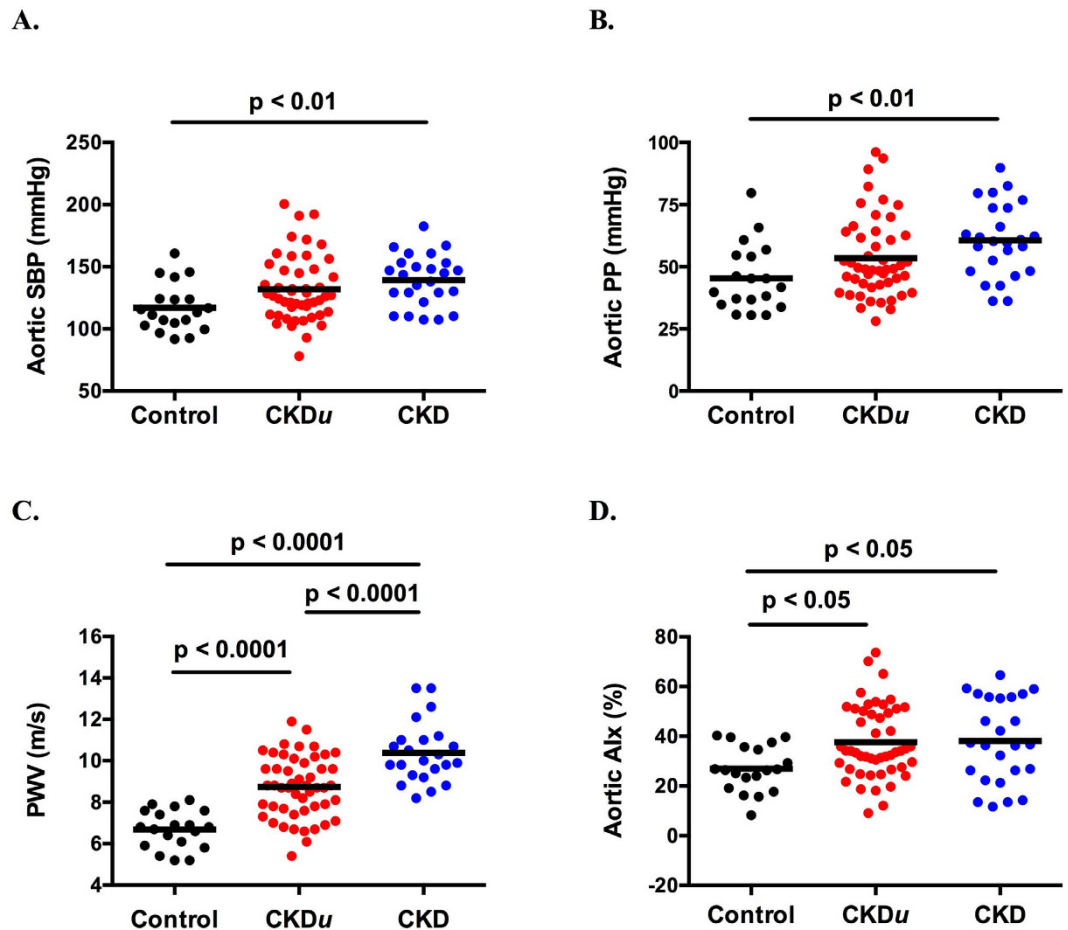 A.
p < 0.01
Aortic SBP (mmHg)
250
200
150
100
50
Control CKDu CKD
B.
p < 0.01
Aortic PP (mmHg)
100
75
50
25
0
Control CKDu CKD
C.
p < 0.0001
p < 0.0001
p < 0.0001
PWV (m/s)
16
14
12
10
8
6
4
Control CKDu CKD
D.
p < 0.05
p < 0.05
Aortic AIx (%)
80
60
40
20
0
-20
Control CKDu CKD